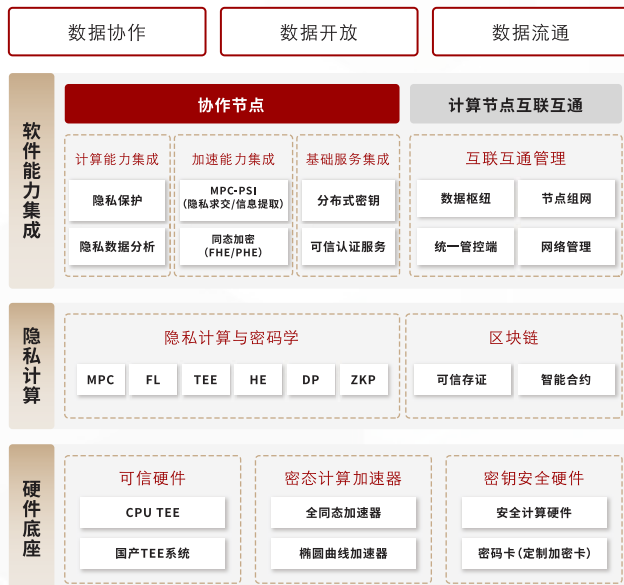 数据协作
数据开放
数据流通
软件能力集成
协作节点
计算节点互联互通
计算能力集成
隐私保护
隐私数据分析
加速能力集成
MPC-PSI
(隐私求交/信息提取)
同态加密
(FHE/PHE)
基础服务集成
分布式密钥
可信认证服务
互联互通管理
数据枢纽
节点组网
统一管控端
网络管理
隐私计算
隐私计算与密码学
MPC
FL
TEE
HE
DP
ZKP
区块链
可信存证
智能合约
硬件底座
可信硬件
CPU TEE
国产TEE系统
密态计算加速器
全同态加速器
椭圆曲线加速器
密钥安全硬件
安全计算硬件
密码卡(定制加密卡)